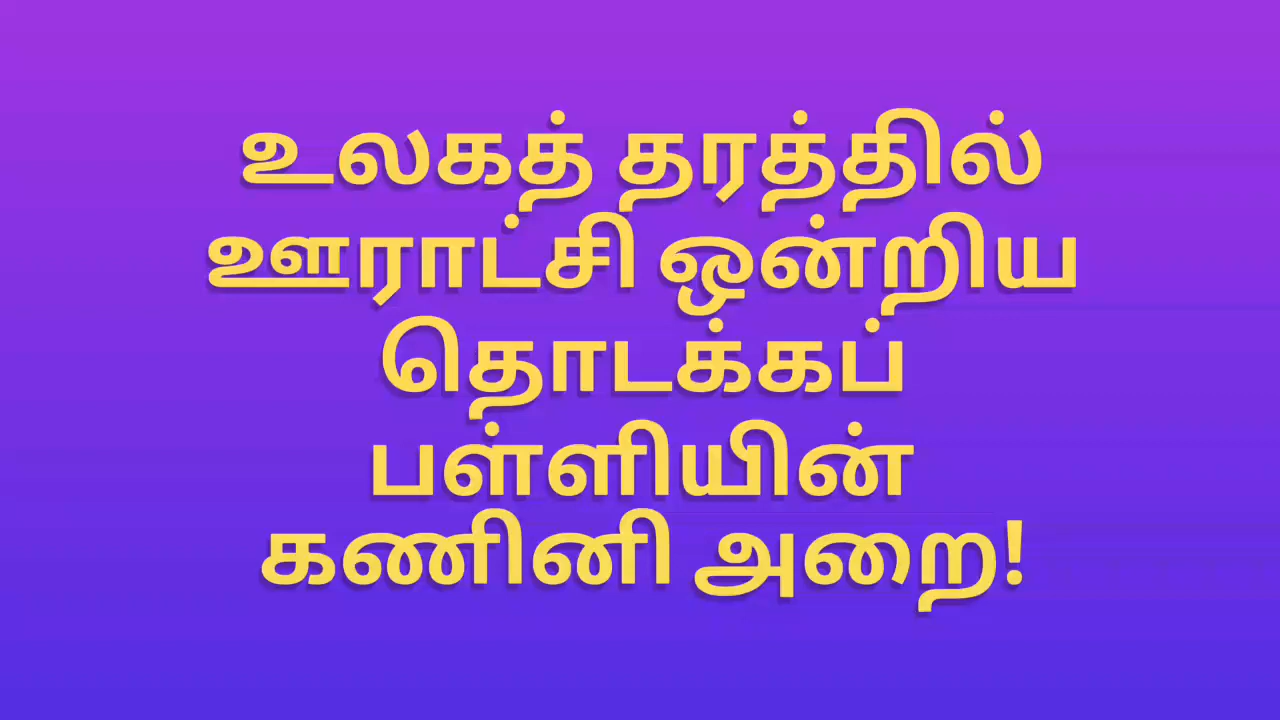 உலகத் தரத்தில்
ஊராட்சி ஒன்றிய
தொடக்கப்
பள்ளியின்
கணினி அறை!